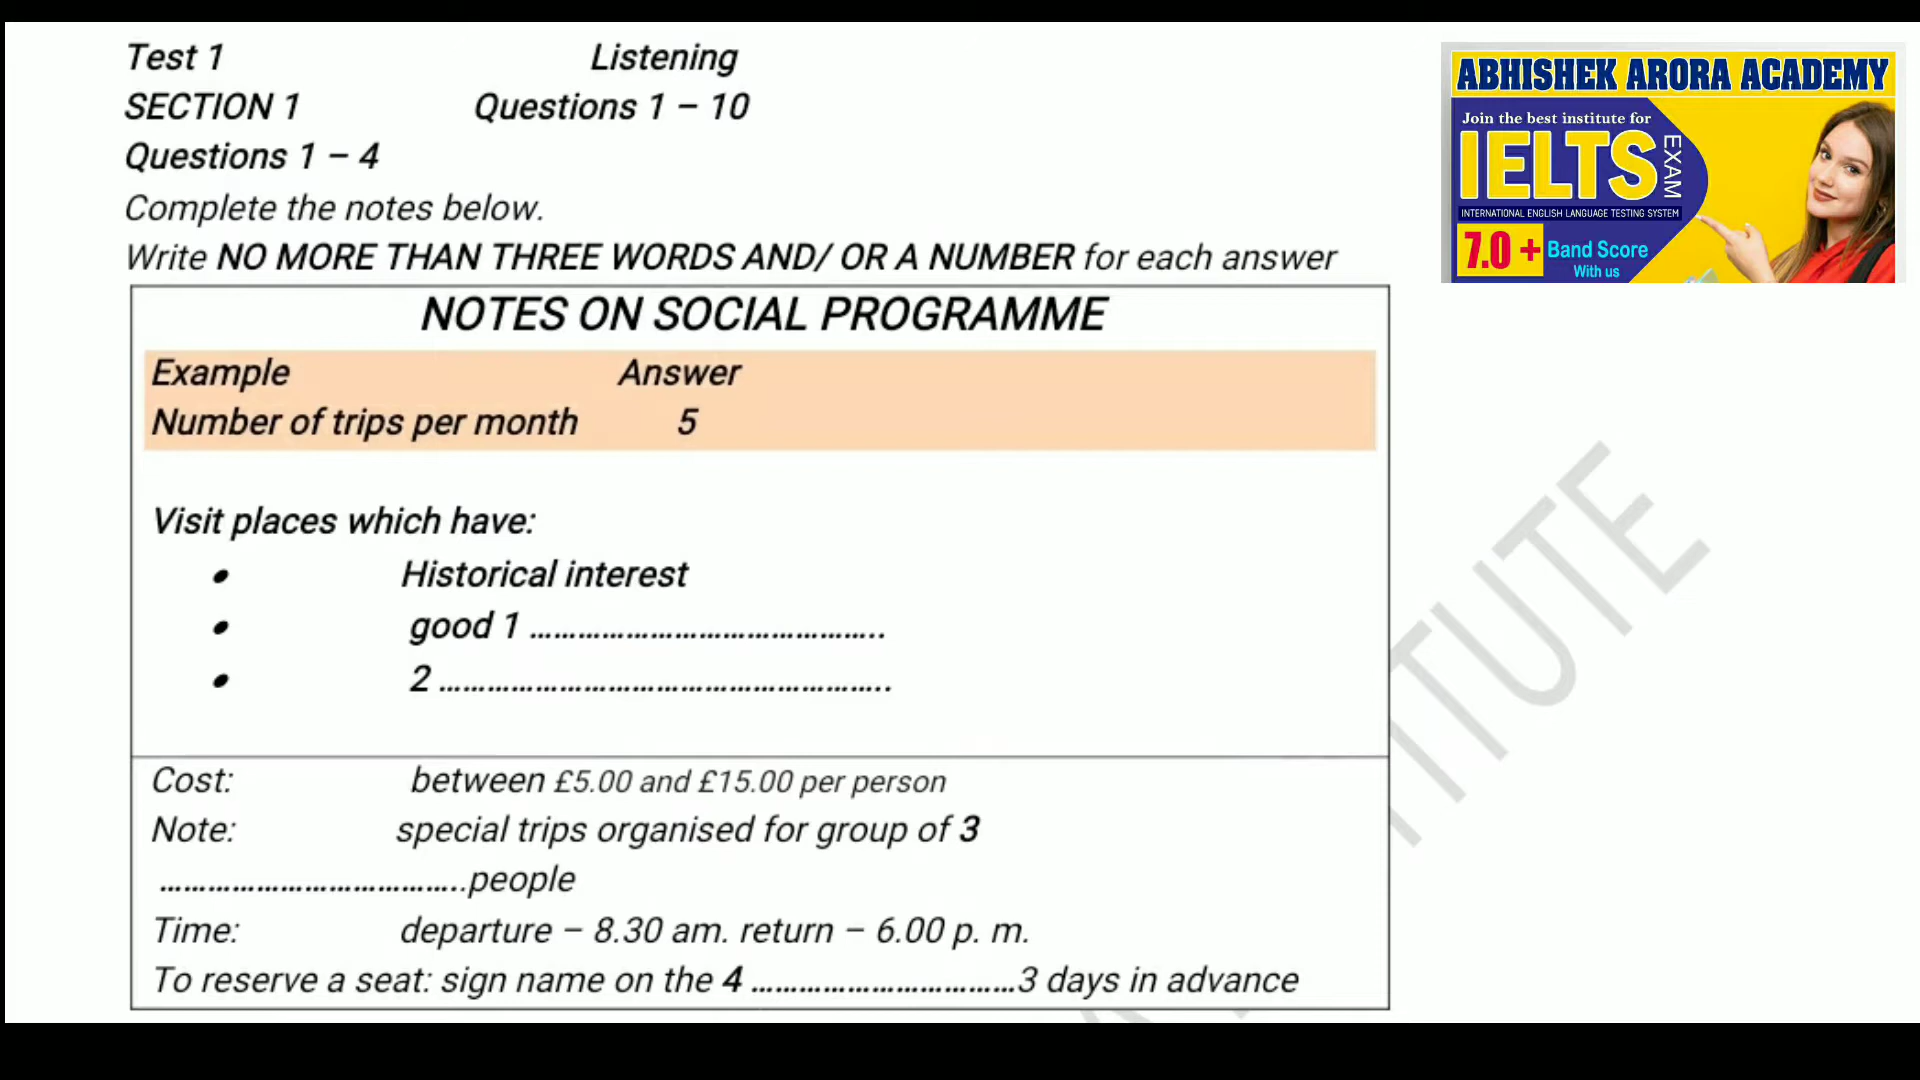 Test 1 Listening
SECTION 1 Questions 1 – 10
Questions 1 – 4
Complete the notes below.
Write NO MORE THAN THREE WORDS AND/ OR A NUMBER for each answer
NOTES ON SOCIAL PROGRAMME
Example Answer
Number of trips per month 5
Visit places which have:
• Historical interest
• good 1 …………………………………..
• 2 ……………………………………………..
Cost: between £5.00 and £15.00 per person
Note: special trips organised for group of 3
………………………………..people
Time: departure – 8.30 am. return – 6.00 p. m.
To reserve a seat: sign name on the 4 ……………………………3 days in advance
ABHISHEK ARORA ACADEMY
Join the best institute for
IELTS EXAM
INTERNATIONAL ENGLISH LANGUAGE TESTING SYSTEM
7.0 + Band Score
With us